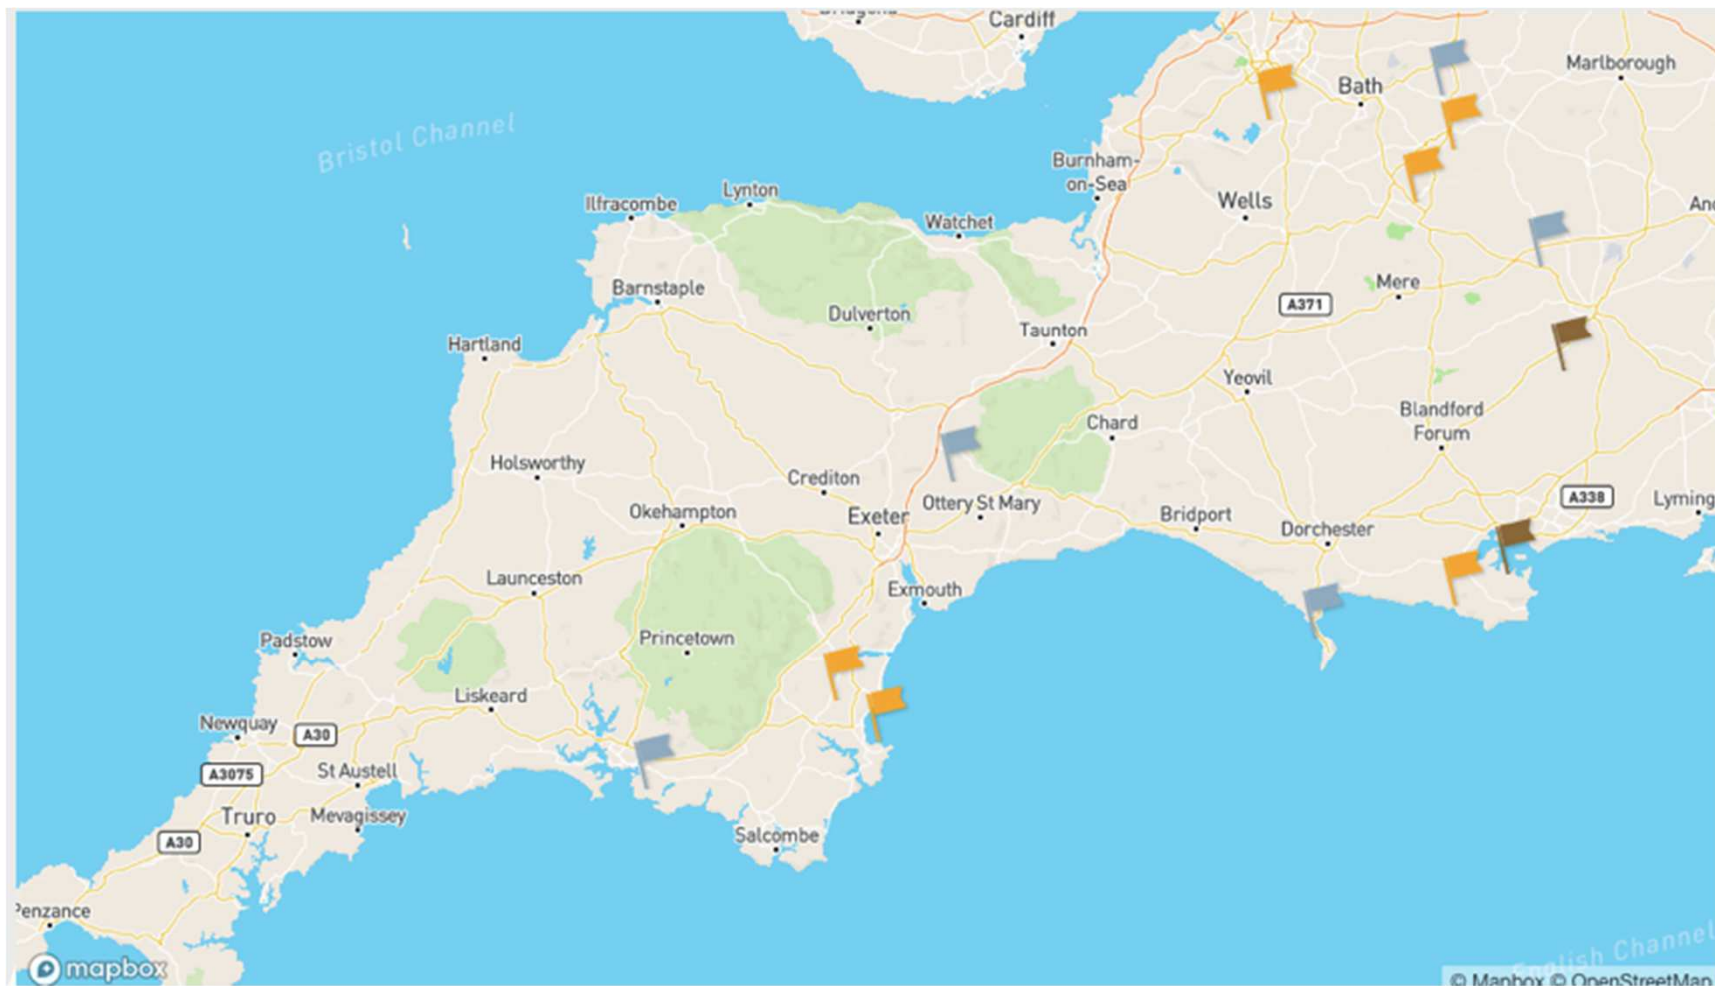 Cardiff
Marlborough
Bath
Bristol Channel
Burnham-
on-Sea
Lynton
Ilfracombe
Wells
Watchet
Barnstaple
Mere
A371
Dulverton
Taunton
Hartland
Yeovil
Blandford
Forum
Chard
Holsworthy
Crediton
A338
Ottery St Mary
Okehampton
Exeter
Bridport
Dorchester
Launceston
Exmouth
Padstow
Princetown
Liskeard
Newquay
A30
A3075
St Austell
Truro
Mevagissey
Salcombe
A30
Penzance
English Channel
mapbox
© Mapbox © OpenStreetMap